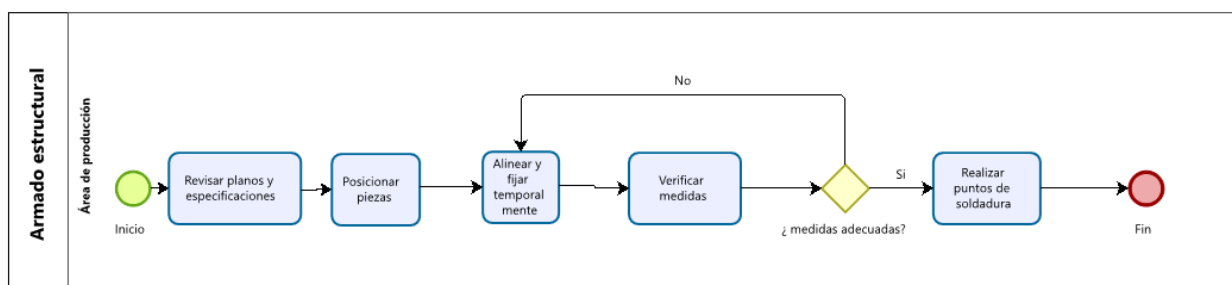 Armado estructural
Área de producción
Inicio
Revisar planos y
especificaciones
Posicionar
piezas
Alinear y
fijar
temporal
mente
Verificar
medidas
No
¿ medidas adecuadas?
Si
Realizar
puntos de
soldadura
Fin